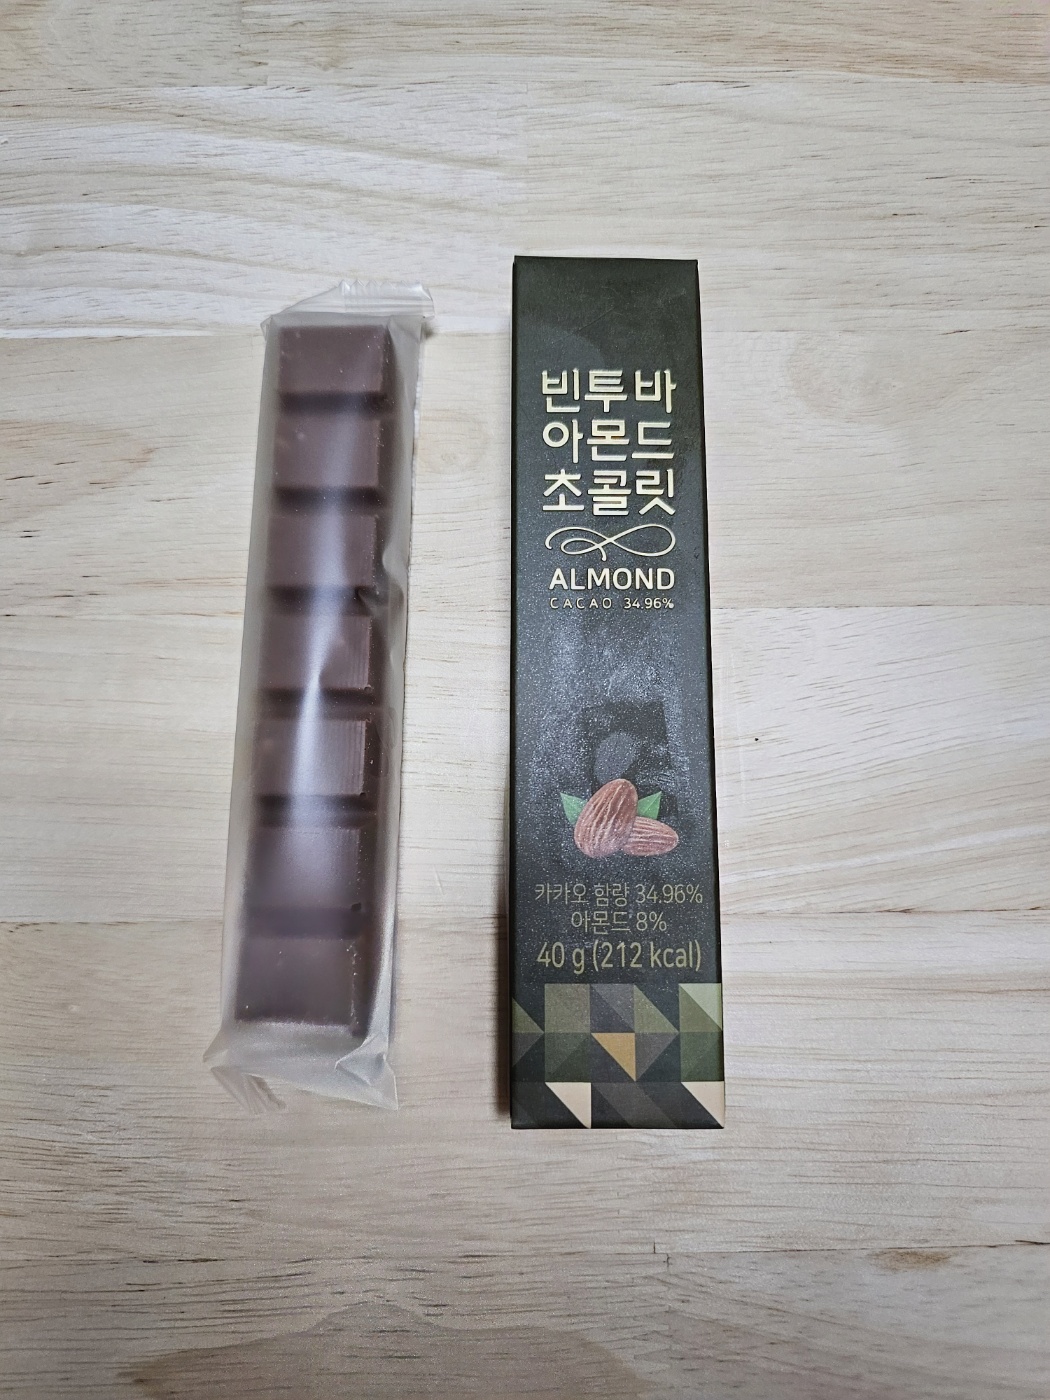 빈투바
아몬드
초콜릿
ALMOND
CACAO 34.96%
카카오 함량 34.96%
아몬드 8%
40 g (212 kcal)